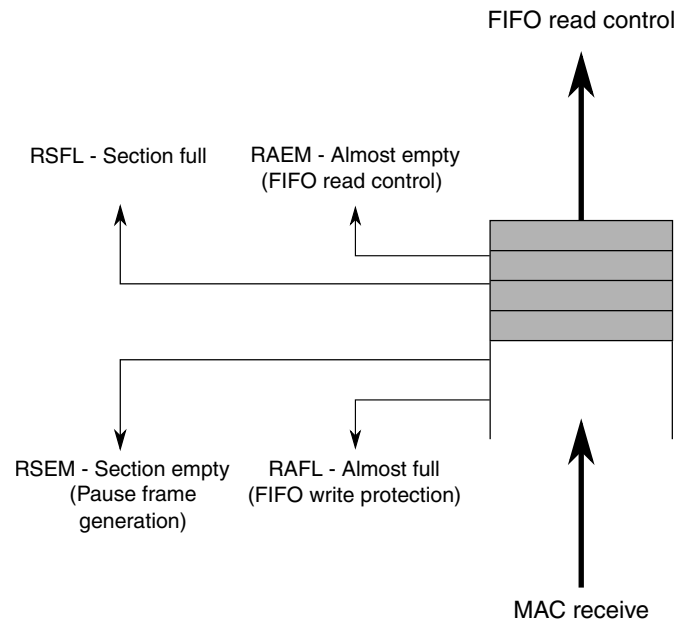 FIFO read control
RSFL - Section full
RAEM - Almost empty
(FIFO read control)
RSEM - Section empty
(Pause frame
generation)
RAFL - Almost full
(FIFO write protection)
MAC receive